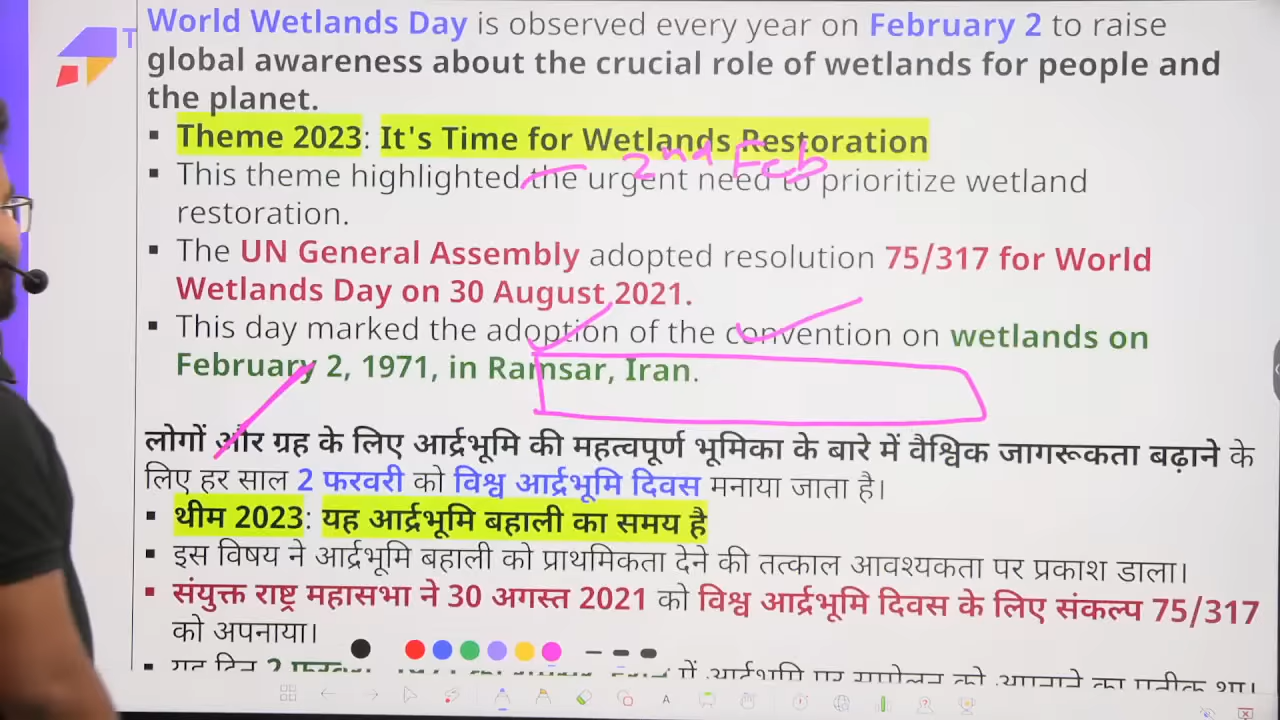 World Wetlands Day is observed every year on February 2 to raise
global awareness about the crucial role of wetlands for people and
the planet.
▪ Theme 2023: It's Time for Wetlands Restoration
2nd Feb
▪ This theme highlighted the urgent need to prioritize wetland
restoration.
▪ The UN General Assembly adopted resolution 75/317 for World
Wetlands Day on 30 August 2021.
▪ This day marked the adoption of the convention on wetlands on
February 2, 1971, in Ramsar, Iran.
लोगों और ग्रह के लिए आर्द्रभूमि की महत्वपूर्ण भूमिका के बारे में वैश्विक जागरूकता बढ़ाने के
लिए हर साल 2 फरवरी को विश्व आर्द्रभूमि दिवस मनाया जाता है।
▪ थीम 2023: यह आर्द्रभूमि बहाली का समय है
▪ इस विषय ने आर्द्रभूमि बहाली को प्राथमिकता देने की तत्काल आवश्यकता पर प्रकाश डाला।
▪ संयुक्त राष्ट्र महासभा ने 30 अगस्त 2021 को विश्व आर्द्रभूमि दिवस के लिए संकल्प 75/317
को अपनाया।